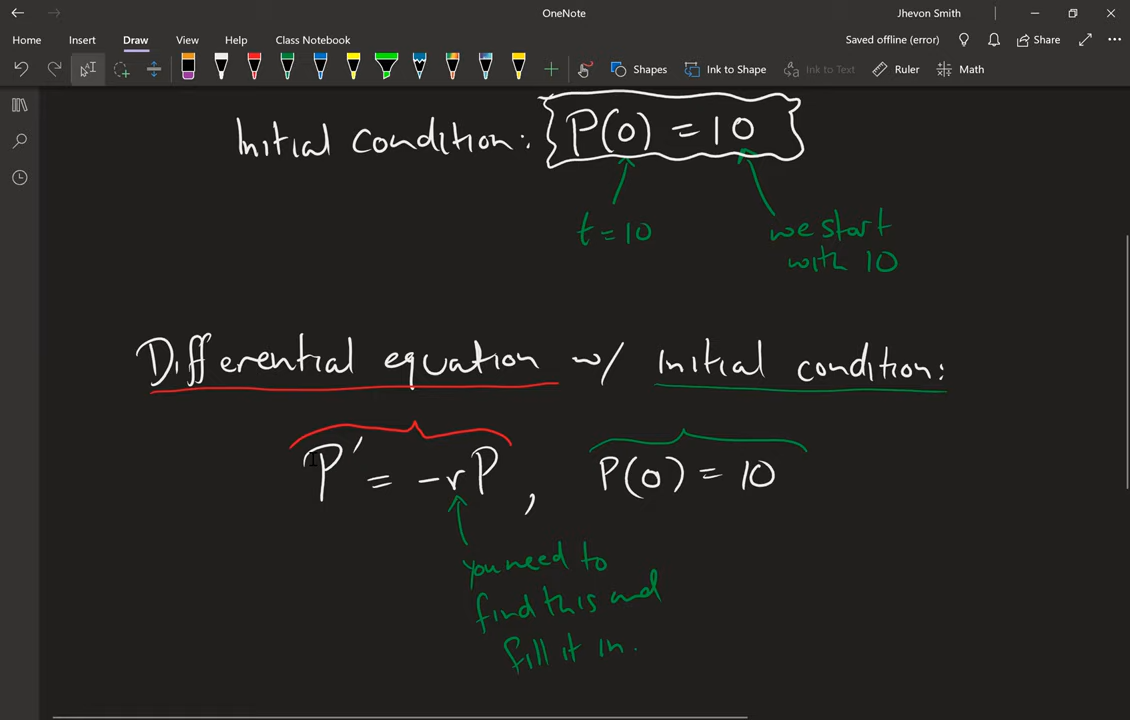 OneNote
Jhevon Smith
Home Insert Draw View Help Class Notebook
Saved offline (error) Share
Shapes Ink to Shape Ink to Text Ruler Math
Initial condition: P(0) = 10
t = 10
we start
with 10
Differential equation w/ Initial condition:
P' = -rP , P(0) = 10
you need to
find this and
fill it in.